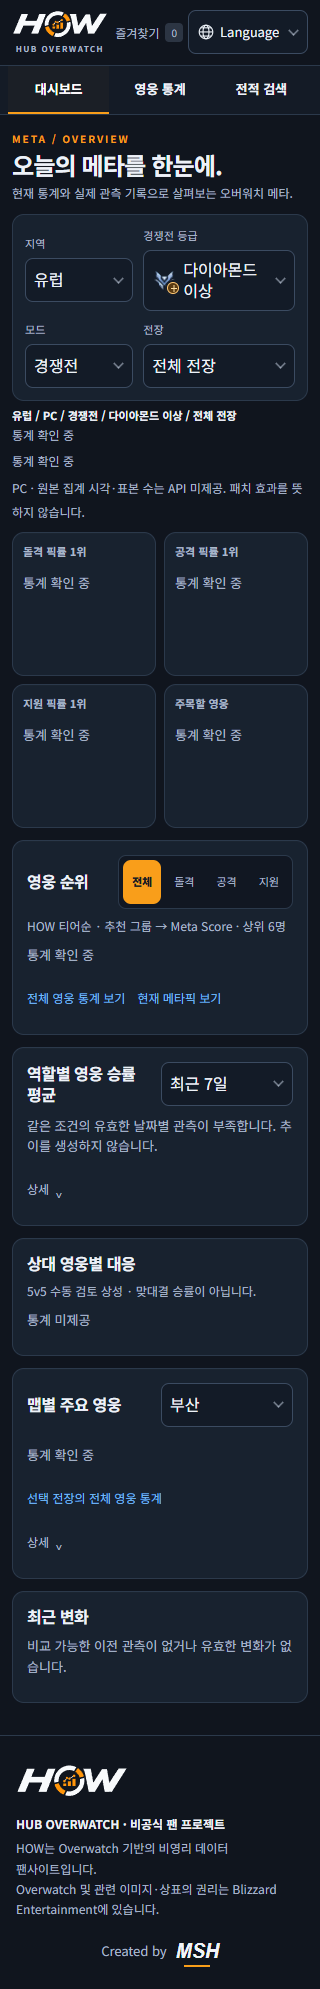 HOW
HUB OVERWATCH
즐겨찾기 0
Language
대시보드 영웅 통계 전적 검색
META / OVERVIEW
오늘의 메타를 한눈에.
현재 통계와 실제 관측 기록으로 살펴보는 오버워치 메타.
지역
경쟁전 등급
유럽
다이아몬드
이상
모드
전장
경쟁전
전체 전장
유럽 / PC / 경쟁전 / 다이아몬드 이상 / 전체 전장
통계 확인 중
통계 확인 중
PC · 원본 집계 시각·표본 수는 API 미제공. 패치 효과를 뜻
하지 않습니다.
돌격 픽률 1위
통계 확인 중
공격 픽률 1위
통계 확인 중
지원 픽률 1위
통계 확인 중
주목할 영웅
통계 확인 중
영웅 순위
전체 돌격 공격 지원
HOW 티어순 · 추천 그룹 → Meta Score · 상위 6명
통계 확인 중
전체 영웅 통계 보기 현재 메타픽 보기
역할별 영웅 승률
평균
최근 7일
같은 조건의 유효한 날짜별 관측이 부족합니다. 추
이를 생성하지 않습니다.
상세 v
상대 영웅별 대응
5v5 수동 검토 상성 · 맞대결 승률이 아닙니다.
통계 미제공
맵별 주요 영웅
부산
통계 확인 중
선택 전장의 전체 영웅 통계
상세 v
최근 변화
비교 가능한 이전 관측이 없거나 유효한 변화가 없
습니다.
HOW
HUB OVERWATCH · 비공식 팬 프로젝트
HOW는 Overwatch 기반의 비영리 데이터
팬사이트입니다.
Overwatch 및 관련 이미지·상표의 권리는 Blizzard
Entertainment에 있습니다.
Created by MSH